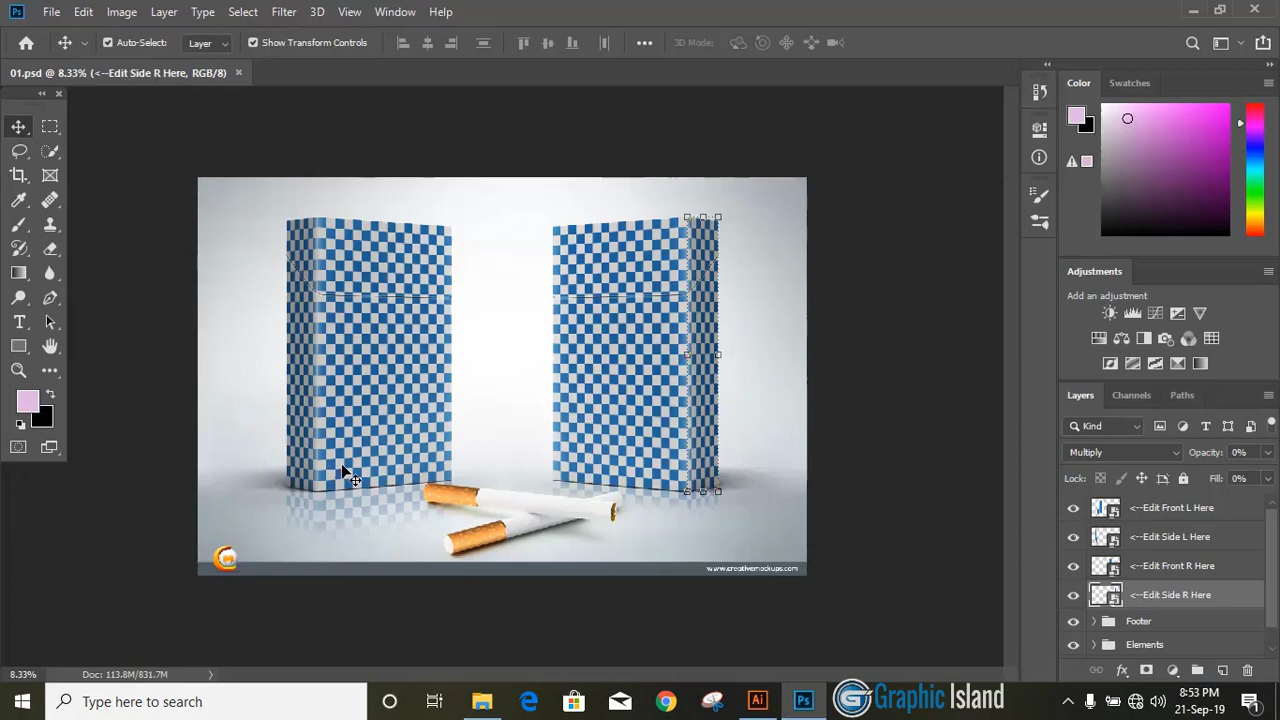 Ps File Edit Image Layer Type Select Filter 3D View Window Help
Auto-Select: Layer Show Transform Controls 3D Mode:
01.psd @ 8.33% (<--Edit Side R Here, RGB/8)
Color Swatches
Adjustments
Add an adjustment
Layers Channels Paths
Kind
Multiply Opacity: 0%
Lock: Fill: 0%
<--Edit Front L Here
<--Edit Side L Here
<--Edit Front R Here
<--Edit Side R Here
Footer
Elements
www.creativemockups.com
8.33% Doc: 113.8M/831.7M
Type here to search
Ai Ps
Graphic Island
8:53 PM
21-Sep-19
1